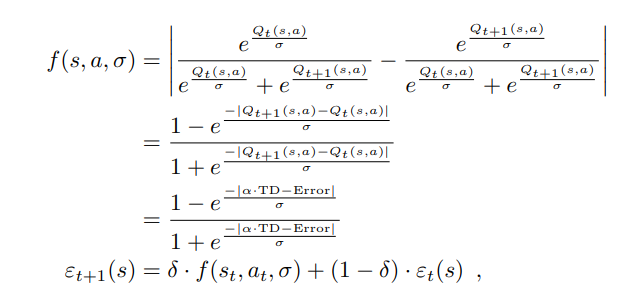 f(s, a, σ) = | e^{Q_t(s,a)/σ} / (e^{Q_t(s,a)/σ} + e^{Q_{t+1}(s,a)/σ}) − e^{Q_{t+1}(s,a)/σ} / (e^{Q_t(s,a)/σ} + e^{Q_{t+1}(s,a)/σ}) |
= (1 − e^{−|Q_{t+1}(s,a)−Q_t(s,a)|/σ}) / (1 + e^{−|Q_{t+1}(s,a)−Q_t(s,a)|/σ})
= (1 − e^{−|α·TD−Error|/σ}) / (1 + e^{−|α·TD−Error|/σ})
ε_{t+1}(s) = δ · f(s_t, a_t, σ) + (1 − δ) · ε_t(s) ,